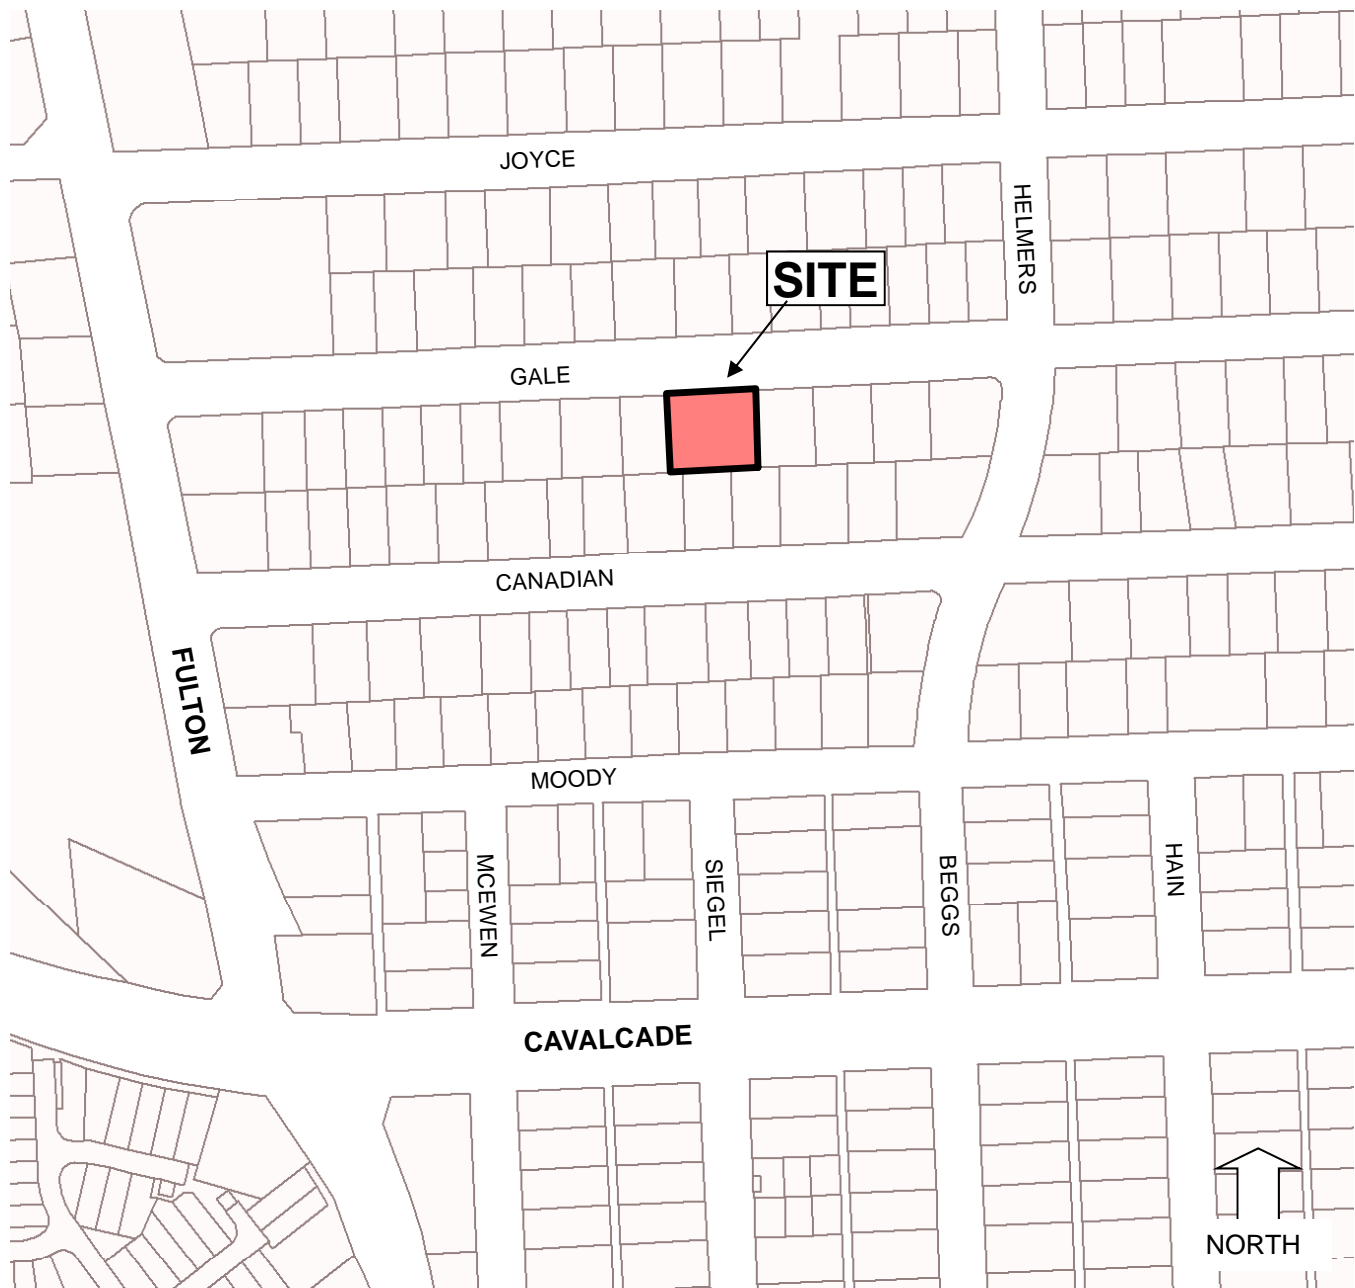 JOYCE
HELMERS
SITE
GALE
CANADIAN
FULTON
MOODY
MCEWEN
SIEGEL
BEGGS
HAIN
CAVALCADE
NORTH